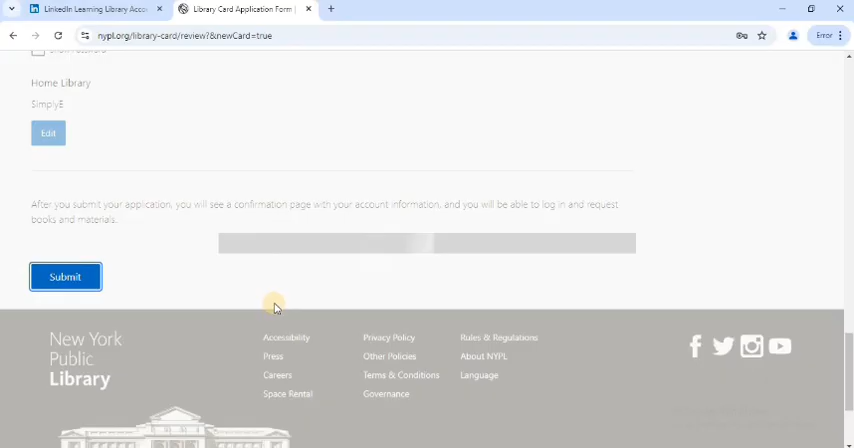 LinkedIn Learning Library Acco
Library Card Application Form |
nypl.org/library-card/review?&newCard=true
Error
Show Password
Home Library
SimplyE
Edit
After you submit your application, you will see a confirmation page with your account information, and you will be able to log in and request
books and materials.
Submit
New York
Public
Library
Accessibility
Press
Careers
Space Rental
Privacy Policy
Other Policies
Terms & Conditions
Governance
Rules & Regulations
About NYPL
Language